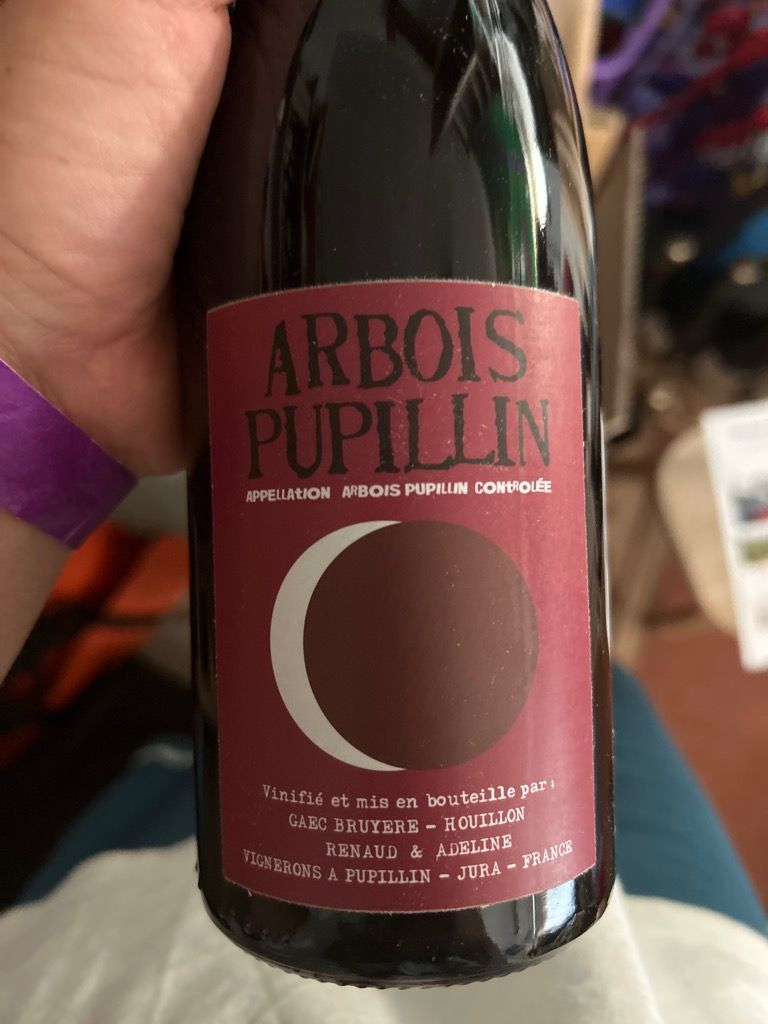 ARBOIS
PUPILLIN
APPELLATION ARBOIS PUPILLIN CONTROLÉE
Vinifié et mis en bouteille par :
GAEC BRUYERE - HOUILLON
RENAUD & ADELINE
VIGNERONS A PUPILLIN - JURA - FRANCE